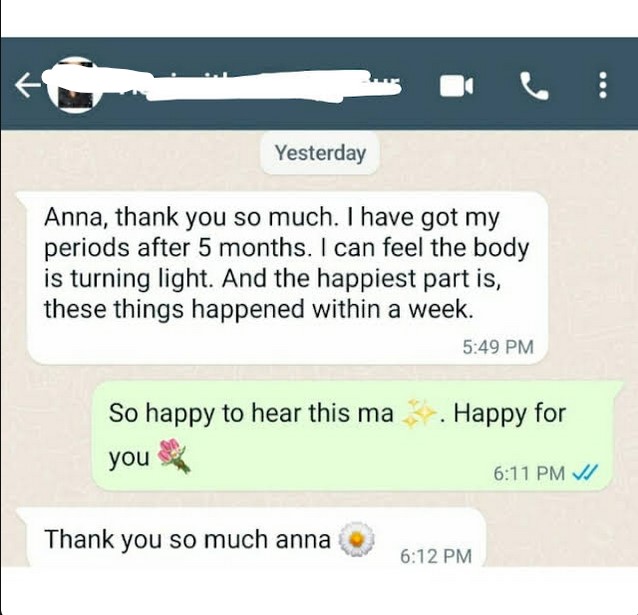 Yesterday
Anna, thank you so much. I have got my
periods after 5 months. I can feel the body
is turning light. And the happiest part is,
these things happened within a week.
5:49 PM
So happy to hear this ma ✨. Happy for
you 💐
6:11 PM
Thank you so much anna 🌼
6:12 PM